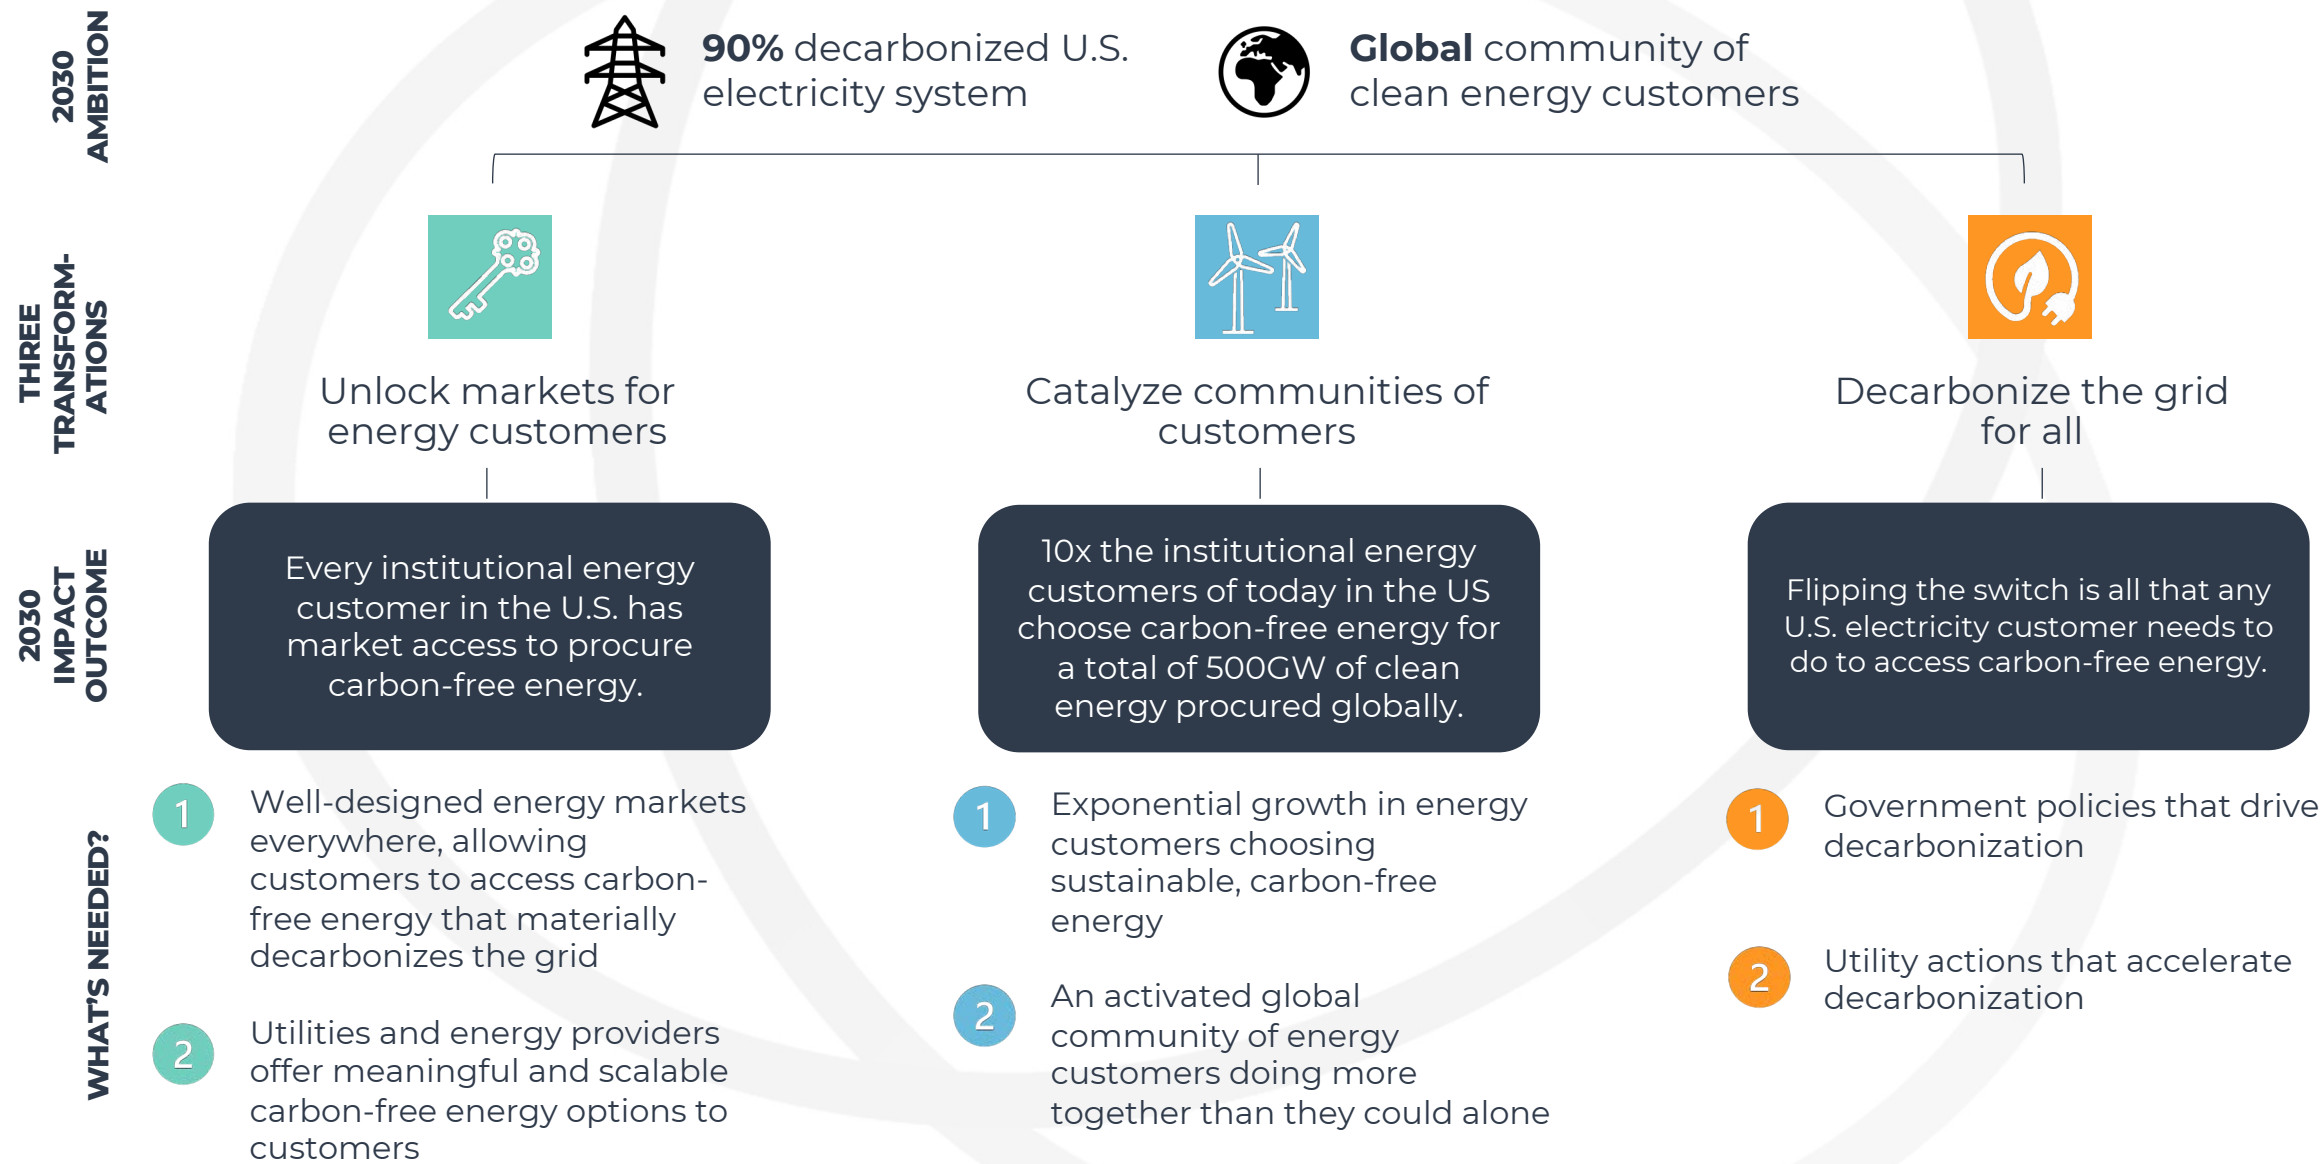 2030
AMBITION
90% decarbonized U.S.
electricity system
Global community of
clean energy customers
THREE
TRANSFORM-
ATIONS
Unlock markets for
energy customers
Catalyze communities of
customers
Decarbonize the grid
for all
2030
IMPACT
OUTCOME
Every institutional energy
customer in the U.S. has
market access to procure
carbon-free energy.
10x the institutional energy
customers of today in the US
choose carbon-free energy for
a total of 500GW of clean
energy procured globally.
Flipping the switch is all that any
U.S. electricity customer needs to
do to access carbon-free energy.
WHAT'S NEEDED?
1
Well-designed energy markets
everywhere, allowing
customers to access carbon-
free energy that materially
decarbonizes the grid
2
Utilities and energy providers
offer meaningful and scalable
carbon-free energy options to
customers
1
Exponential growth in energy
customers choosing
sustainable, carbon-free
energy
2
An activated global
community of energy
customers doing more
together than they could alone
1
Government policies that drive
decarbonization
2
Utility actions that accelerate
decarbonization